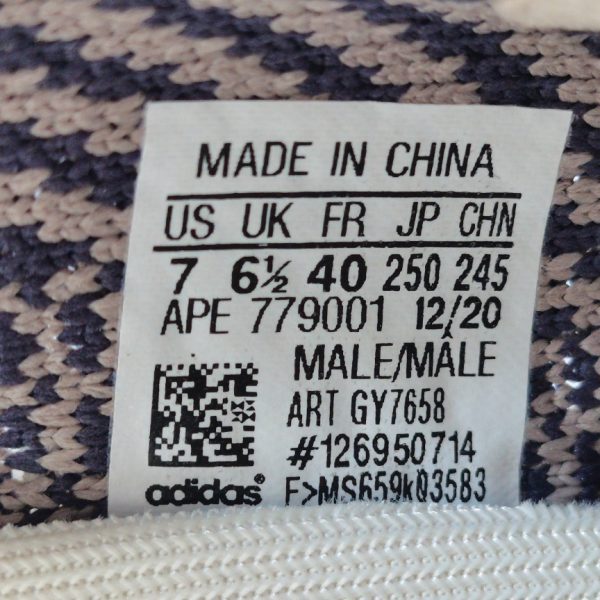 MADE IN CHINA
US UK FR JP CHN
7 6½ 40 250 245
APE 779001 12/20
MALE/MÂLE
ART GY7658
#126950714
adidas F>MS659k03583